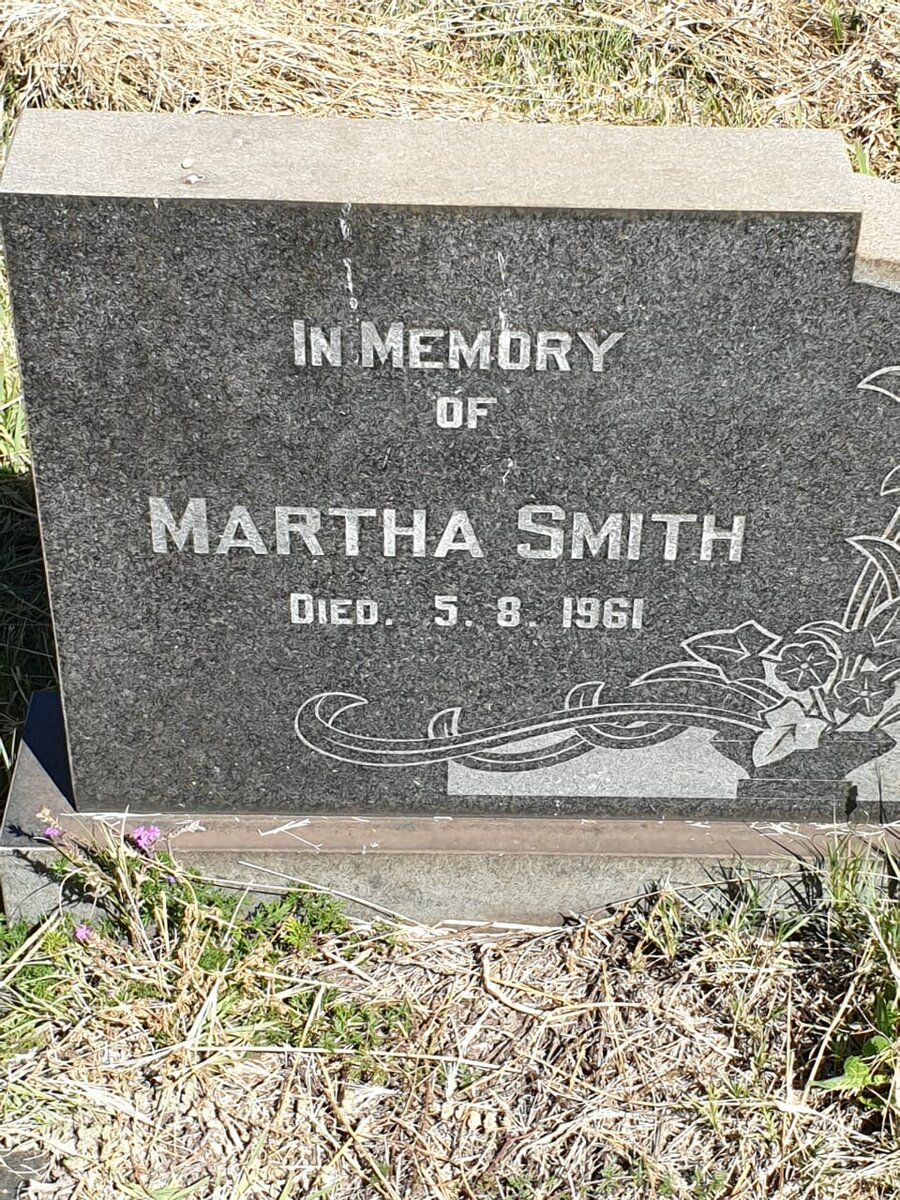 In Memory
of
Martha Smith
Died. 5. 8. 1961